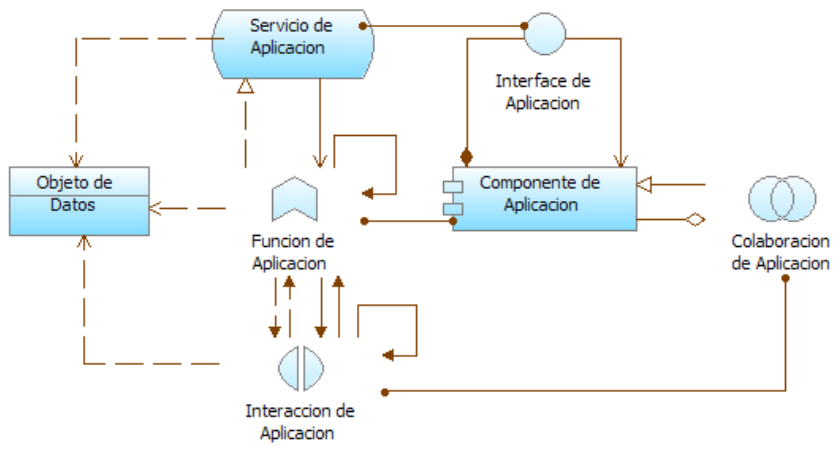 Servicio de
Aplicacion
Interface de
Aplicacion
Objeto de
Datos
Componente de
Aplicacion
Funcion de
Aplicacion
Colaboracion
de Aplicacion
Interaccion de
Aplicacion